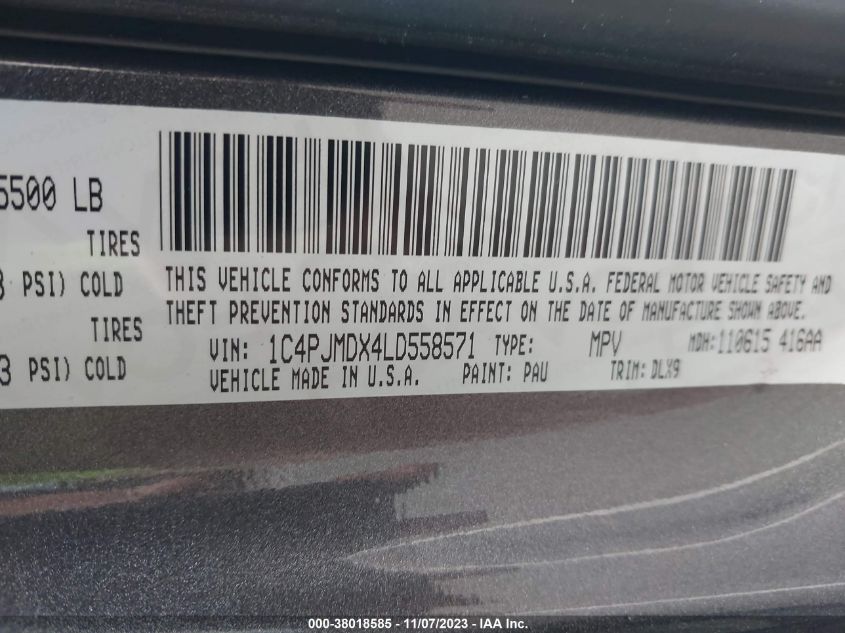 5500 LB
TIRES
PSI) COLD
TIRES
3 PSI) COLD
THIS VEHICLE CONFORMS TO ALL APPLICABLE U.S.A. FEDERAL MOTOR VEHICLE SAFETY AND
THEFT PREVENTION STANDARDS IN EFFECT ON THE DATE OF MANUFACTURE SHOWN ABOVE.
VIN: 1C4PJMDX4LD558571 TYPE: MPV MDH:110615 416AA
VEHICLE MADE IN U.S.A. PAINT: PAU TRIM: DLX9
000-38018585 - 11/07/2023 - IAA Inc.